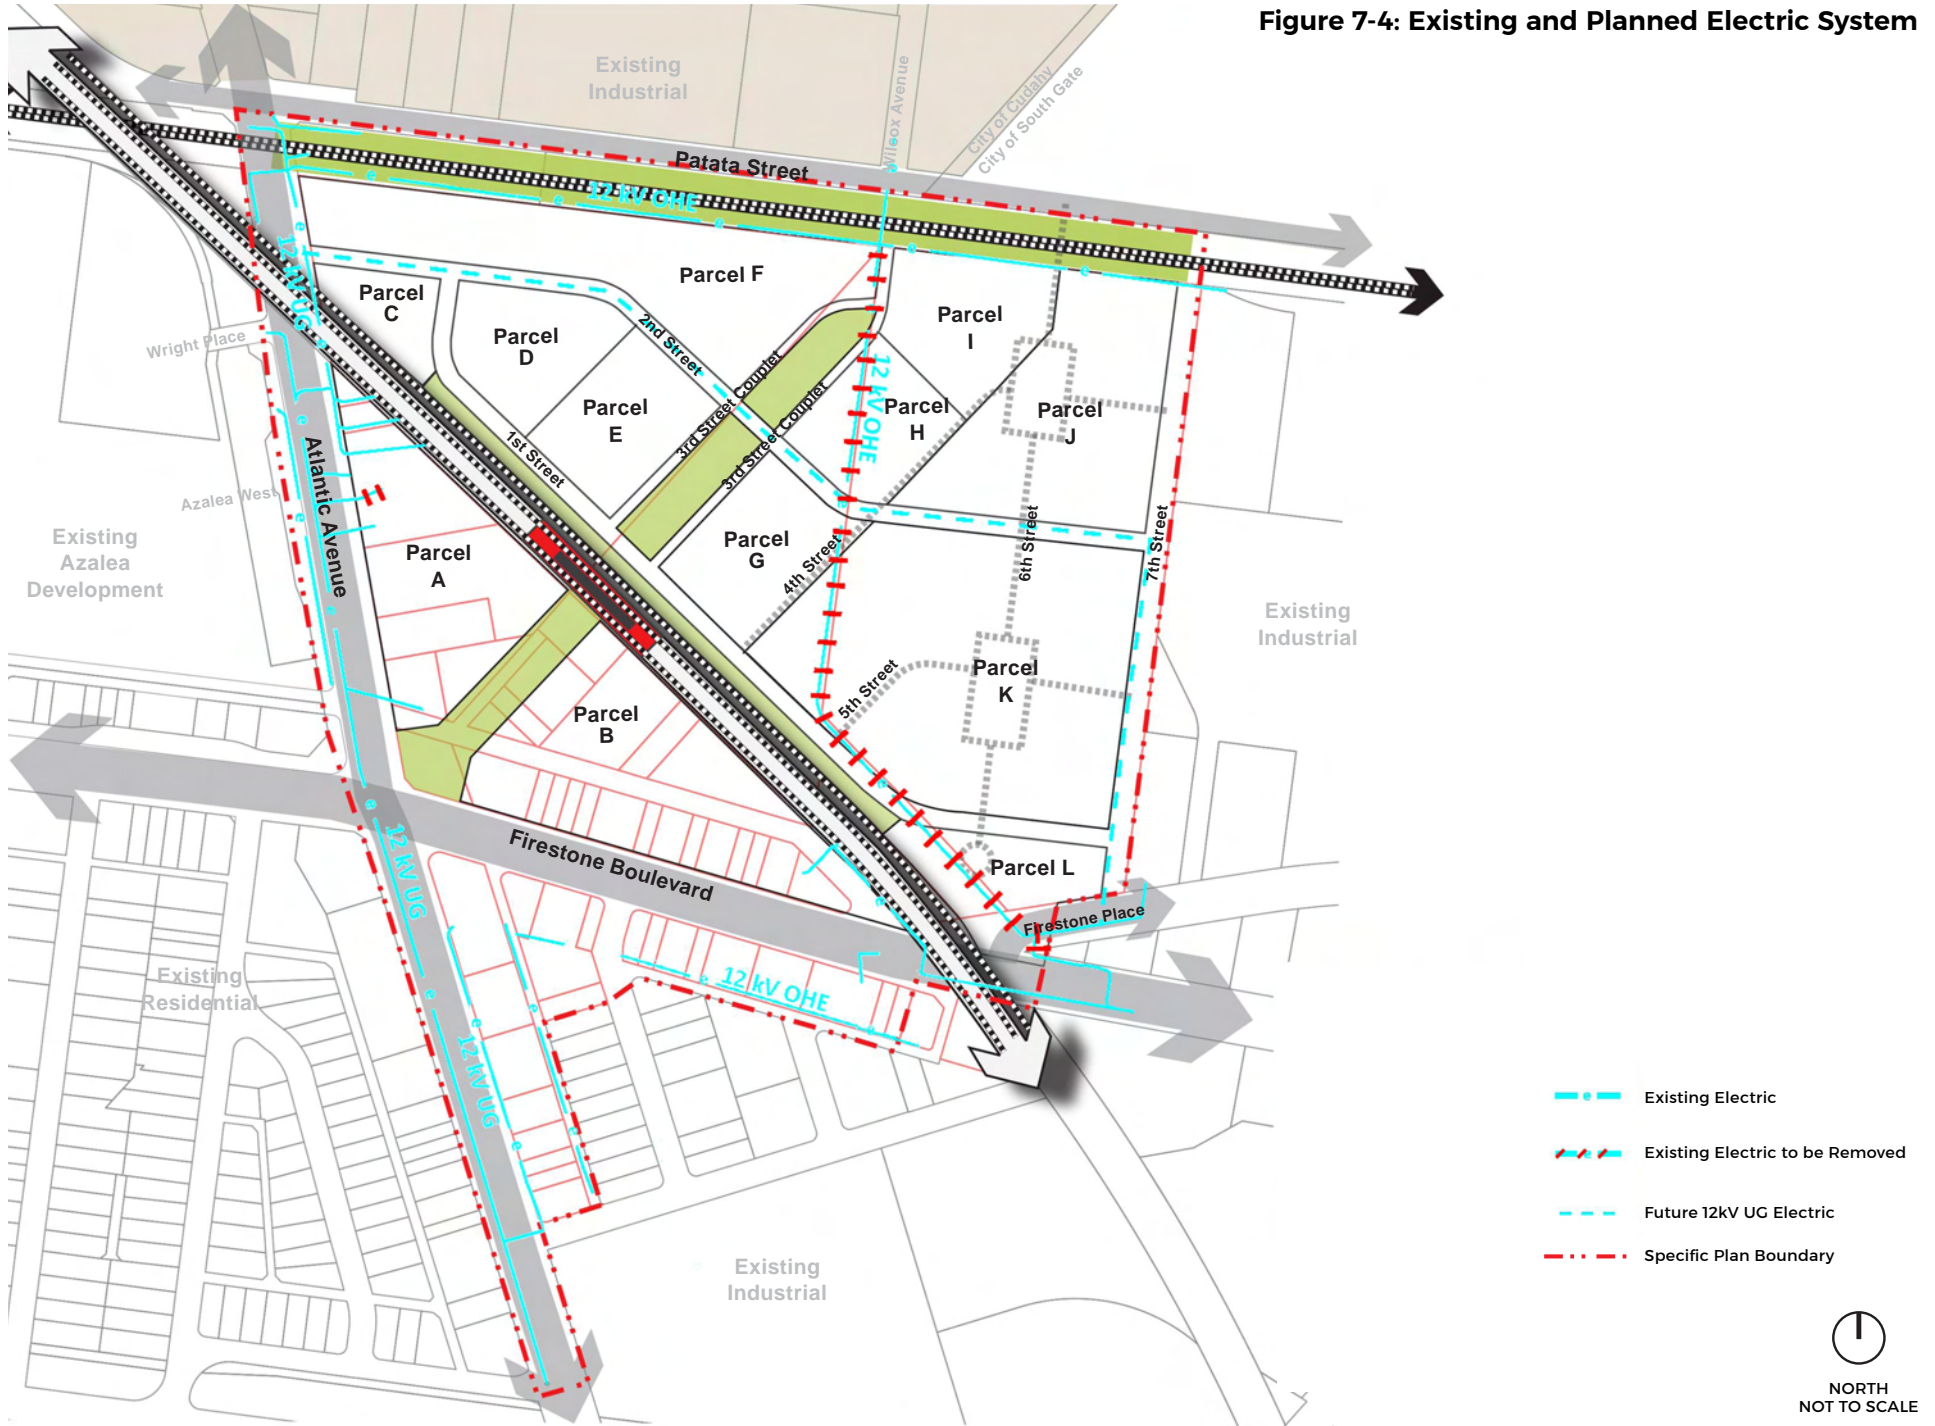 Figure 7-4: Existing and Planned Electric System
Existing
Industrial
Wilcox Avenue
City of Cudahy
City of South Gate
Patata Street
12 kV OHE
12 kV UG
Parcel F
Parcel
C
Parcel
D
Parcel
E
2nd Street
1st Street
3rd Street Couplet
3rd Street Couplet
12 kV OHE
Parcel
I
Parcel
H
Parcel
J
Wright Place
Azalea West
Atlantic Avenue
Existing
Azalea
Development
Parcel
A
Parcel
G
4th Street
6th Street
7th Street
Existing
Industrial
Parcel
B
5th Street
Parcel
K
Parcel L
Firestone Boulevard
Firestone Place
12 kV UG
12 kV OHE
12 kV UG
Existing
Residential
Existing
Industrial
e Existing Electric
e Existing Electric to be Removed
Future 12kV UG Electric
Specific Plan Boundary
NORTH
NOT TO SCALE